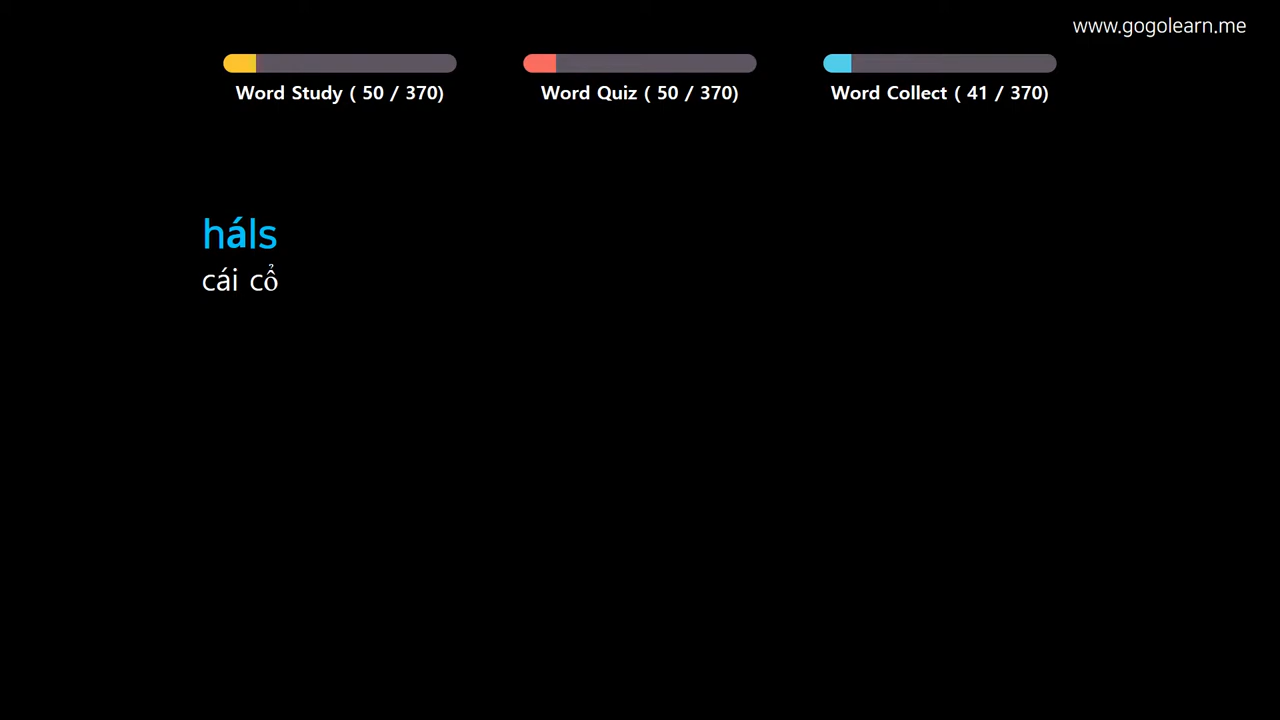 www.gogolearn.me
Word Study ( 50 / 370)
Word Quiz ( 50 / 370)
Word Collect ( 41 / 370)
háls
cái cổ